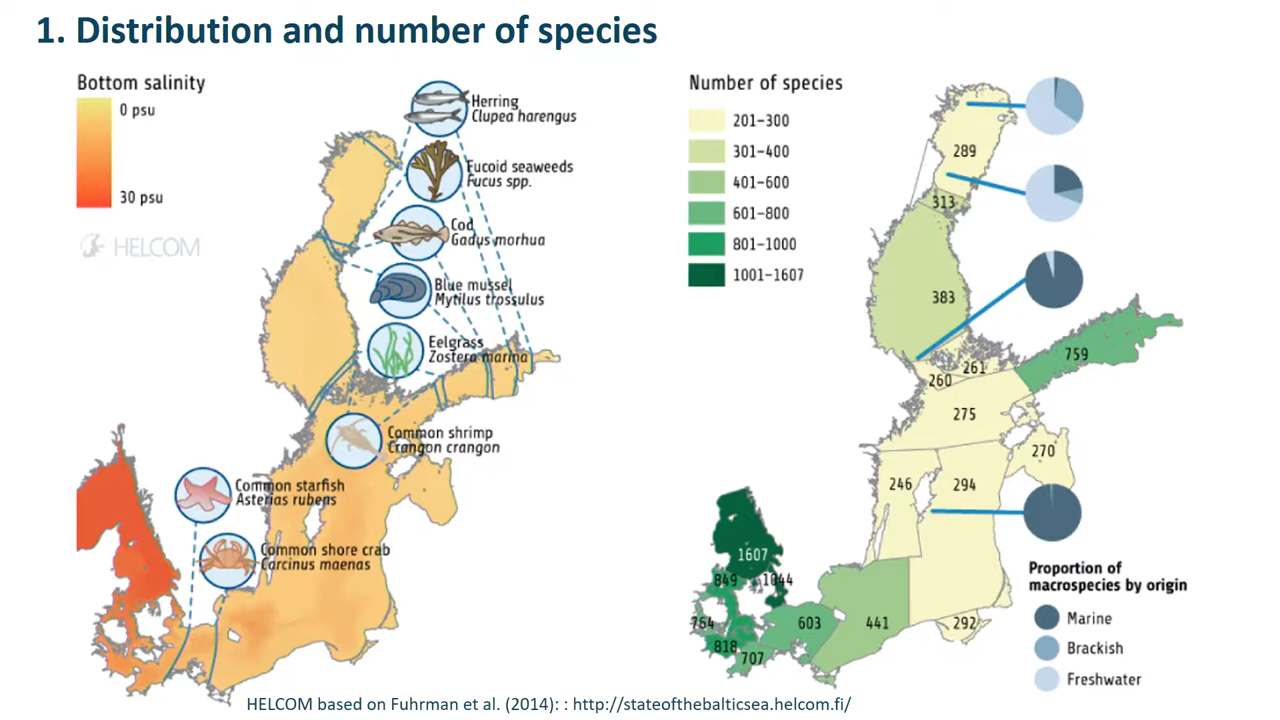 1. Distribution and number of species
Bottom salinity
0 psu
30 psu
HELCOM
Herring
Clupea harengus
Fucoid seaweeds
Fucus spp.
Cod
Gadus morhua
Blue mussel
Mytilus trossulus
Eelgrass
Zostera marina
Common shrimp
Crangon crangon
Common starfish
Asterias rubens
Common shore crab
Carcinus maenas
Number of species
201–300
301–400
401–600
601–800
801–1000
1001–1607
289
313
383
759
261
260
275
270
246
294
1607
849
1044
764
603
441
292
818
707
Proportion of
macrospecies by origin
Marine
Brackish
Freshwater
HELCOM based on Fuhrman et al. (2014): : http://stateofthebalticsea.helcom.fi/